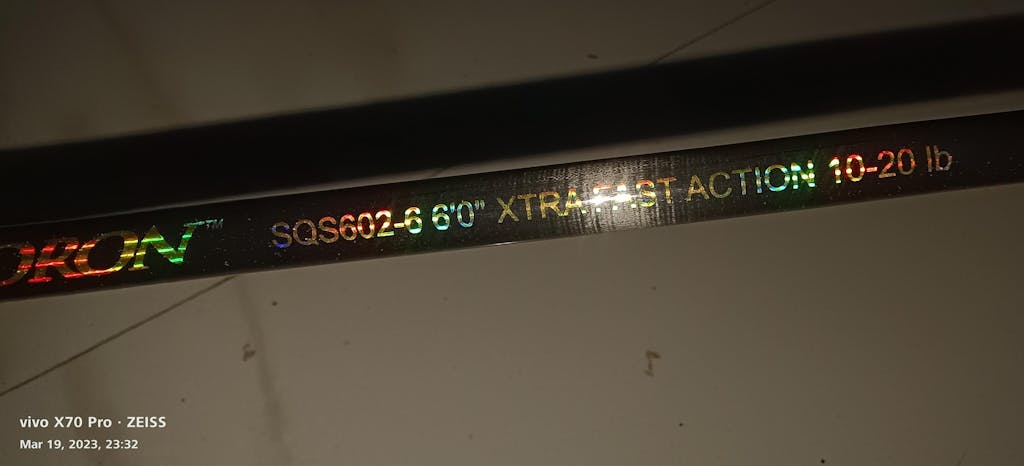 ORON™ SQS602-6 6'0" XTRA FAST ACTION 10-20 lb
vivo X70 Pro · ZEISS
Mar 19, 2023, 23:32